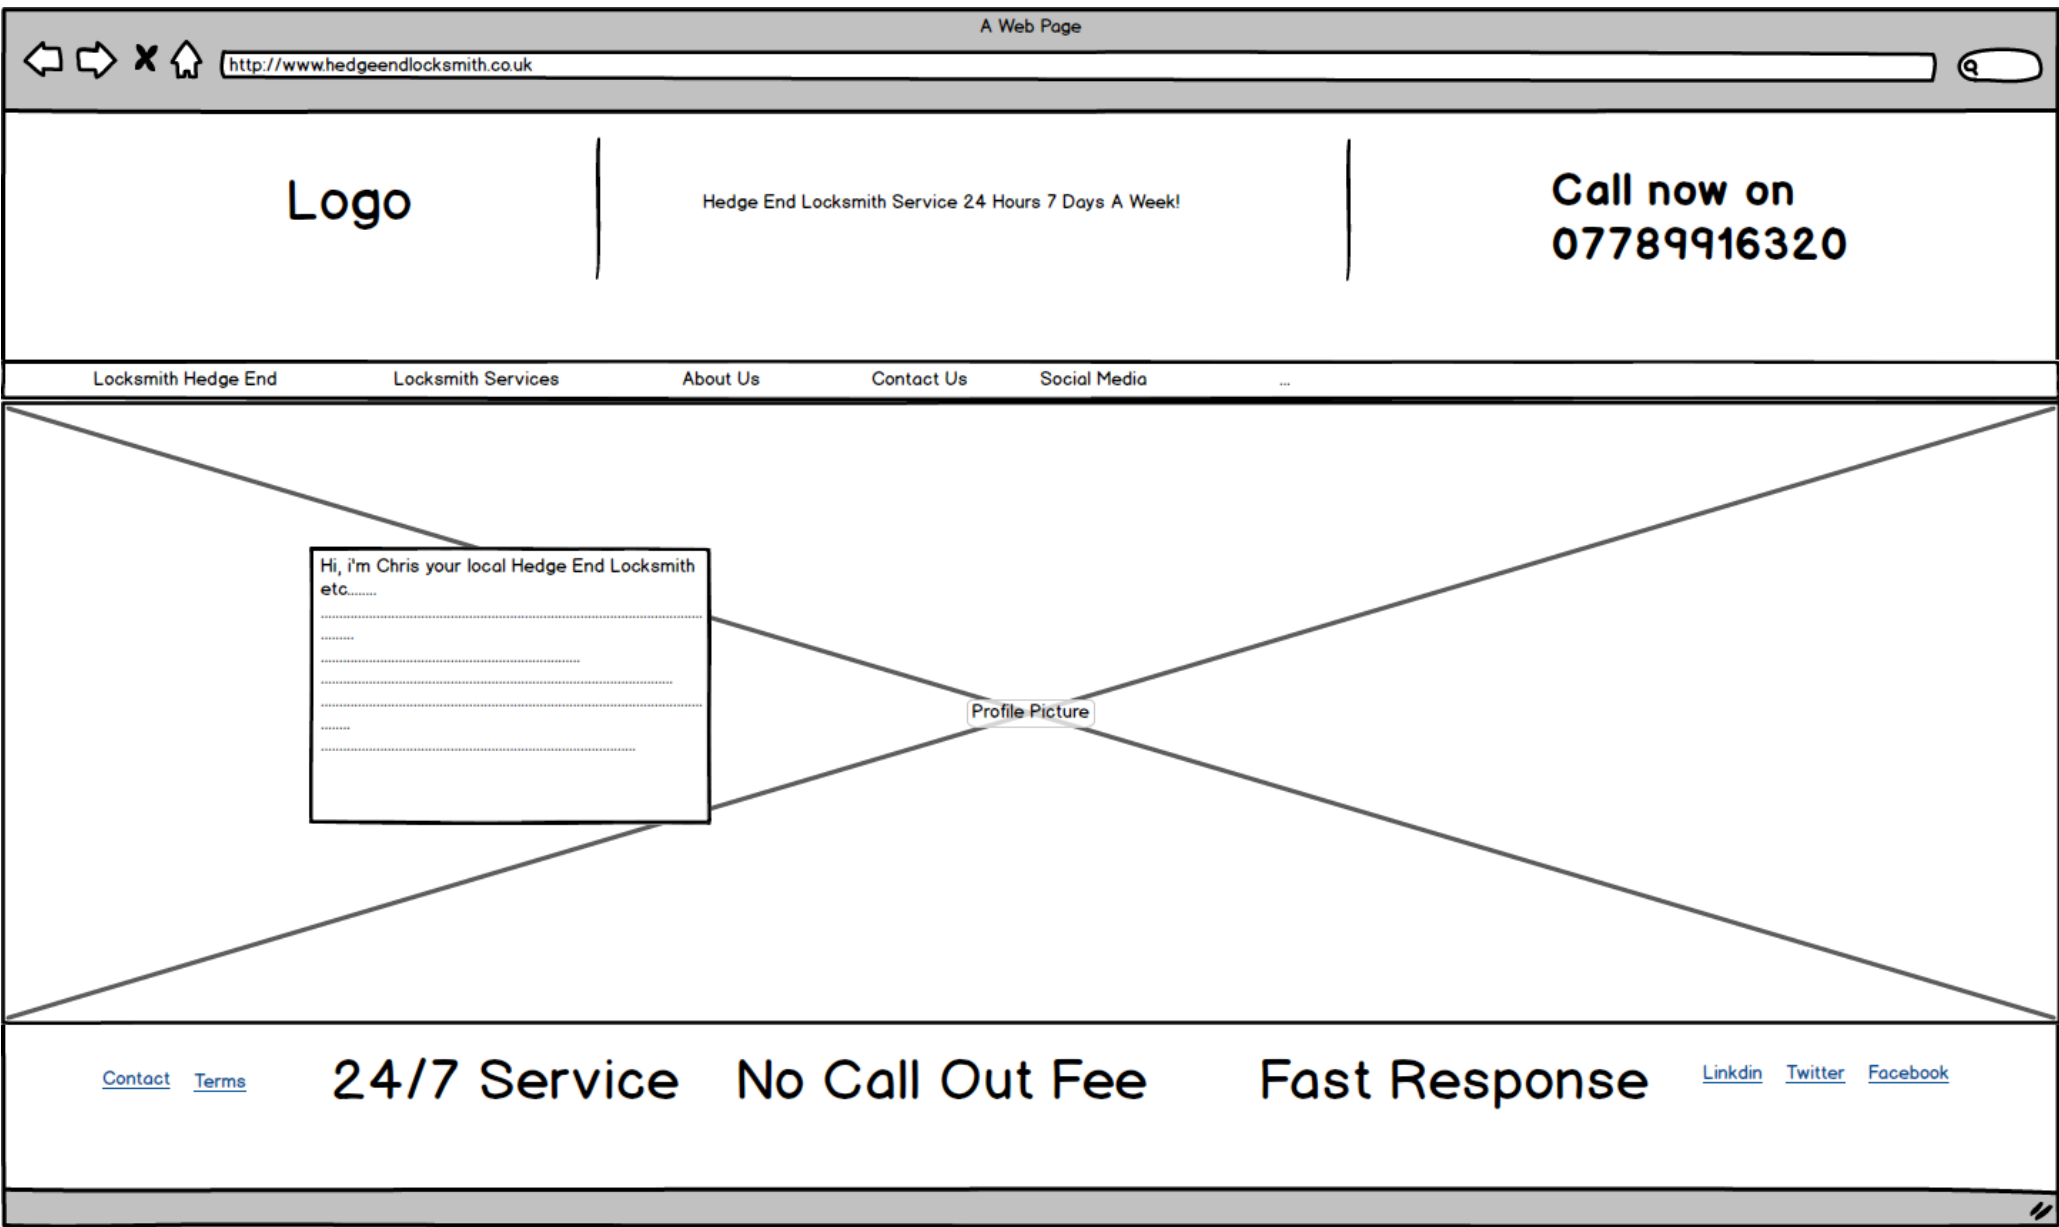 A Web Page
http://www.hedgeendlocksmith.co.uk
Logo
Hedge End Locksmith Service 24 Hours 7 Days A Week!
Call now on
07789916320
Locksmith Hedge End
Locksmith Services
About Us
Contact Us
Social Media
...
Hi, i'm Chris your local Hedge End Locksmith
etc........
Profile Picture
Contact
Terms
24/7 Service
No Call Out Fee
Fast Response
Linkdin
Twitter
Facebook